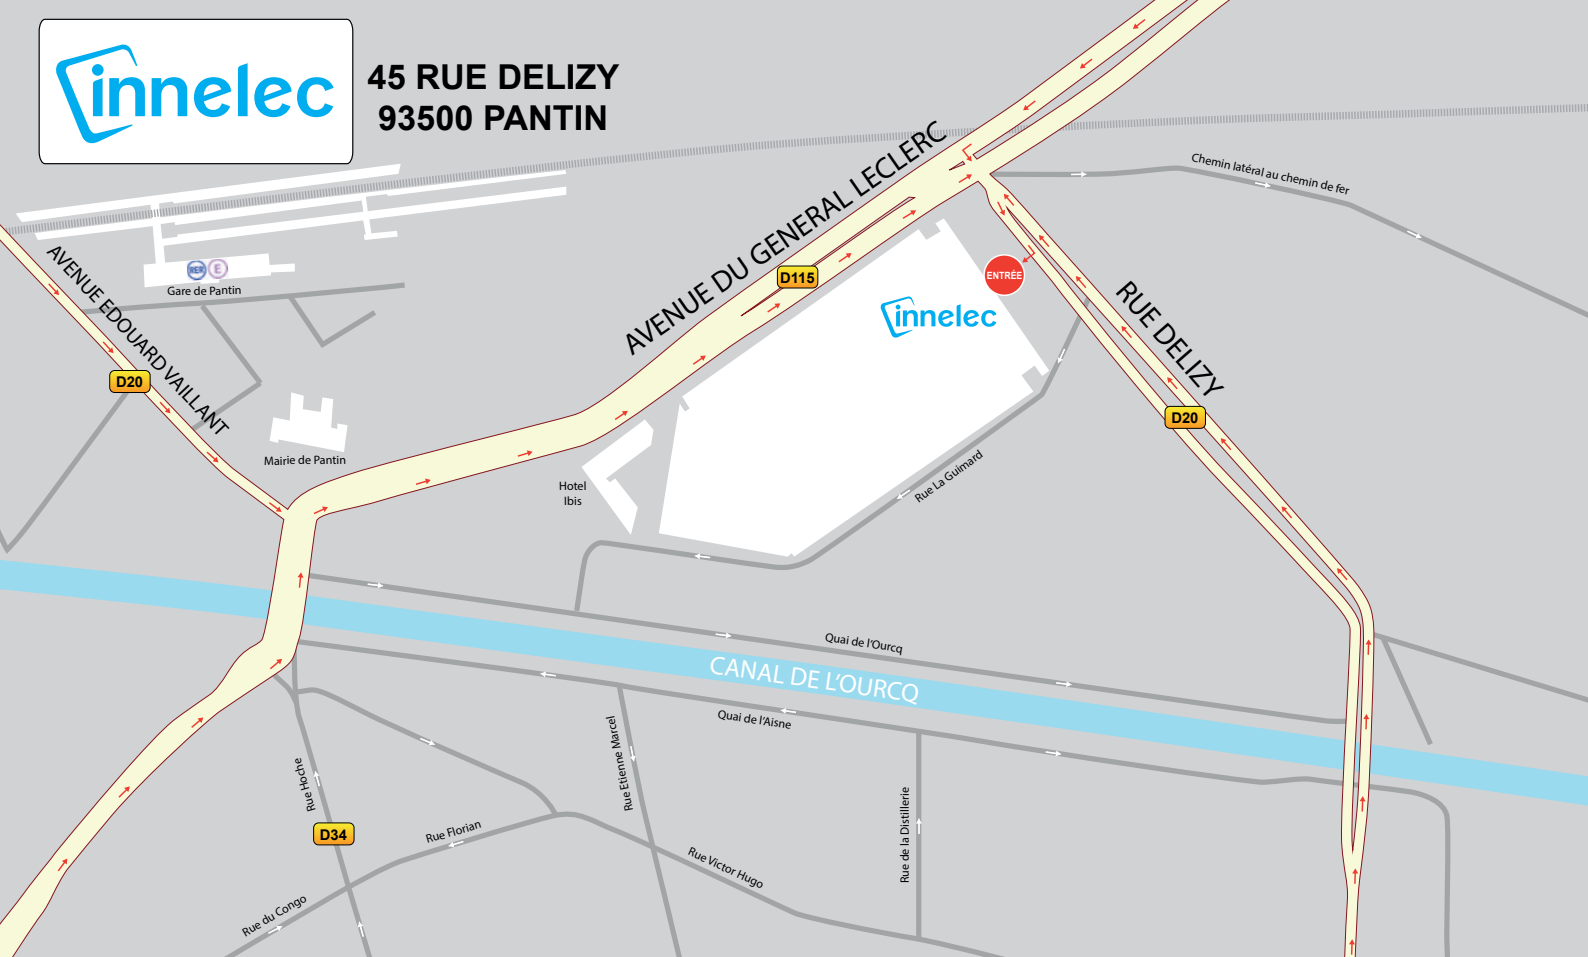 innelec
45 RUE DELIZY
93500 PANTIN
AVENUE DU GENERAL LECLERC
Chemin latéral au chemin de fer
AVENUE EDOUARD VAILLANT
RER E
Gare de Pantin
D115
ENTRÉE
innelec
RUE DELIZY
D20
D20
Mairie de Pantin
Hotel
Ibis
Rue La Guimard
Quai de l'Ourcq
CANAL DE L'OURCQ
Quai de l'Aisne
Rue Etienne Marcel
Rue Hoche
Rue de la Distillerie
D34
Rue Florian
Rue Victor Hugo
Rue du Congo